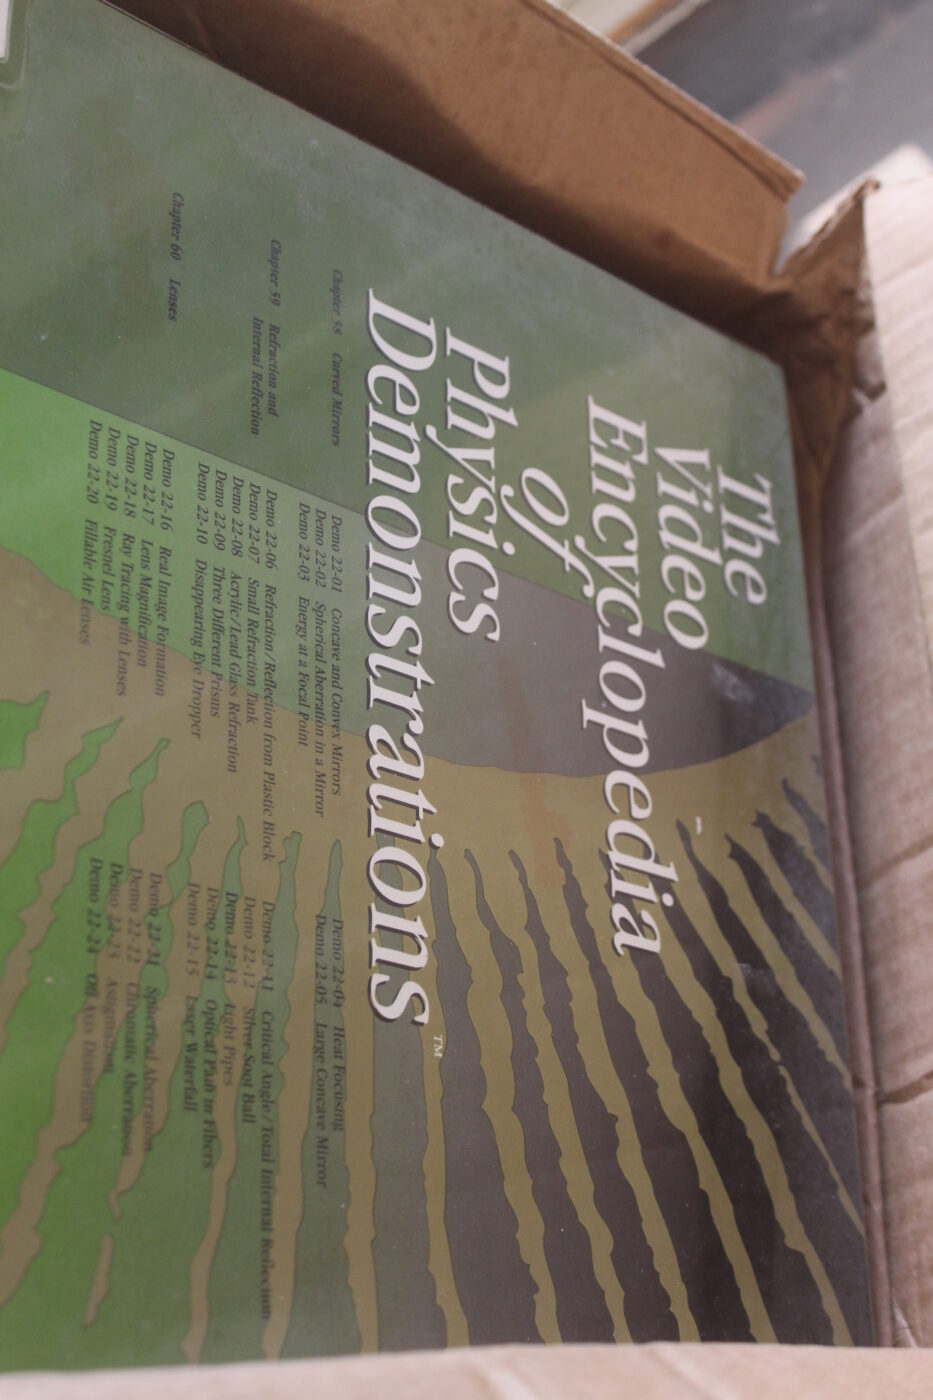 The
Video
Encyclopedia
of
Physics
Demonstrations™
Chapter 58 Curved Mirrors
Demo 22-01 Concave and Convex Mirrors
Demo 22-02 Spherical Aberration in a Mirror
Demo 22-03 Energy at a Focal Point
Demo 22-04 Heat Focusing
Demo 22-05 Large Concave Mirror
Chapter 59 Refraction and
Internal Reflection
Demo 22-06 Refraction/Reflection from Plastic Block
Demo 22-07 Small Refraction Tank
Demo 22-08 Acrylic/Lead Glass Refraction
Demo 22-09 Three Different Prisms
Demo 22-10 Disappearing Eye Dropper
Demo 22-11 Critical Angle/Total Internal Reflection
Demo 22-12 Silver Soot Ball
Demo 22-13 Light Pipes
Demo 22-14 Optical Path in Fibers
Demo 22-15 Laser Waterfall
Chapter 60 Lenses
Demo 22-16 Real Image Formation
Demo 22-17 Lens Magnification
Demo 22-18 Ray Tracing with Lenses
Demo 22-19 Fresnel Lens
Demo 22-20 Fillable Air Lenses
Demo 22-21 Spherical Aberration
Demo 22-22 Chromatic Aberration
Demo 22-23 Astigmatism
Demo 22-24 Off Axis Distortion